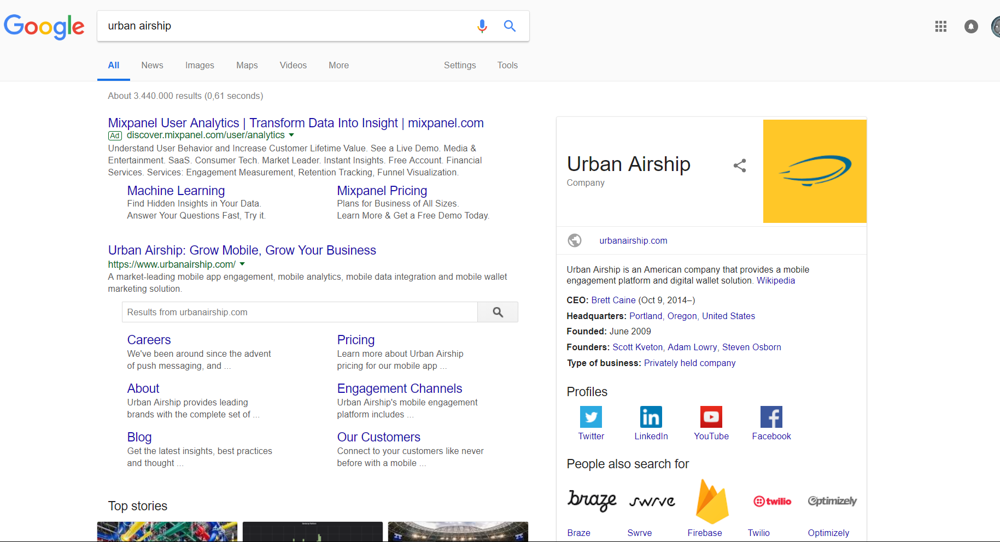 Google
urban airship
All News Images Maps Videos More Settings Tools
About 3.440.000 results (0,61 seconds)
Mixpanel User Analytics | Transform Data Into Insight | mixpanel.com
Ad discover.mixpanel.com/user/analytics
Understand User Behavior and Increase Customer Lifetime Value. See a Live Demo. Media &
Entertainment. SaaS. Consumer Tech. Market Leader. Instant Insights. Free Account. Financial
Services. Services: Engagement Measurement, Retention Tracking, Funnel Visualization.
Machine Learning
Find Hidden Insights in Your Data.
Answer Your Questions Fast, Try it.
Mixpanel Pricing
Plans for Business of All Sizes.
Learn More & Get a Free Demo Today.
Urban Airship: Grow Mobile, Grow Your Business
https://www.urbanairship.com/
A market-leading mobile app engagement, mobile analytics, mobile data integration and mobile wallet
marketing solution.
Results from urbanairship.com
Careers
We've been around since the advent
of push messaging, and ...
Pricing
Learn more about Urban Airship
pricing for our mobile app ...
About
Urban Airship provides leading
brands with the complete set of ...
Engagement Channels
Urban Airship's mobile engagement
platform includes ...
Blog
Get the latest insights, best practices
and thought ...
Our Customers
Connect to your customers like never
before with a mobile ...
Top stories
Urban Airship
Company
urbanairship.com
Urban Airship is an American company that provides a mobile
engagement platform and digital wallet solution. Wikipedia
CEO: Brett Caine (Oct 9, 2014–)
Headquarters: Portland, Oregon, United States
Founded: June 2009
Founders: Scott Kveton, Adam Lowry, Steven Osborn
Type of business: Privately held company
Profiles
Twitter LinkedIn YouTube Facebook
People also search for
braze swrve twilio Optimizely
Braze Swrve Firebase Twilio Optimizely